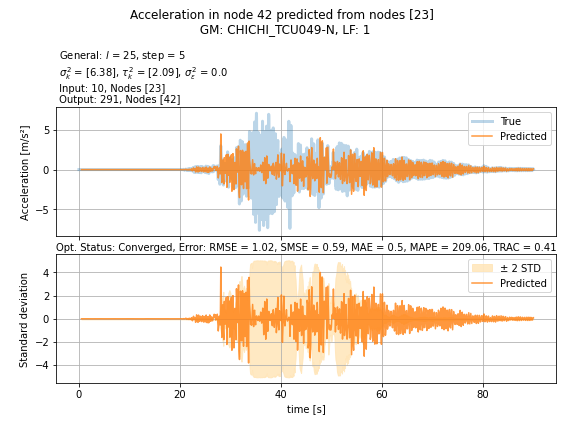 Acceleration in node 42 predicted from nodes [23]
GM: CHICHI_TCU049-N, LF: 1
General: l = 25, step = 5
σ²ₖ = [6.38], τ²ₖ = [2.09], σ²ε = 0.0
Input: 10, Nodes [23]
Output: 291, Nodes [42]
True
Predicted
Acceleration [m/s²]
5
0
−5
Opt. Status: Converged, Error: RMSE = 1.02, SMSE = 0.59, MAE = 0.5, MAPE = 209.06, TRAC = 0.41
± 2 STD
Predicted
Standard deviation
4
2
0
−2
−4
0 20 40 60 80
time [s]